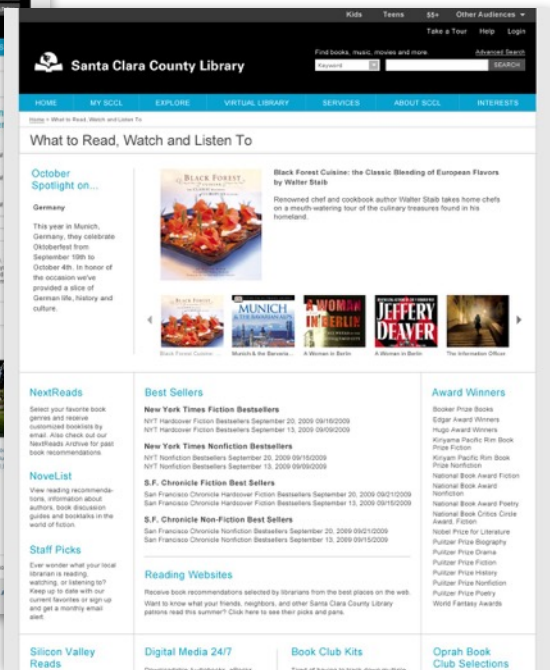 Kids Teens 55+ Other Audiences
Take a Tour Help Login
Santa Clara County Library
Find books, music, movies and more.
Advanced Search
Keyword
SEARCH
HOME MY SCCL EXPLORE VIRTUAL LIBRARY SERVICES ABOUT SCCL INTERESTS
Home > What to Read, Watch and Listen To
What to Read, Watch and Listen To
October
Spotlight on...
Germany
This year in Munich,
Germany, they celebrate
Oktoberfest from
September 19th to
October 4th. In honor of
the occasion we've
provided a slice of
German life, history and
culture.
BLACK FOREST
Black Forest Cuisine: the Classic Blending of European Flavors
by Walter Staib
Renowned chef and cookbook author Walter Staib takes home chefs
on a mouth-watering tour of the culinary treasures found in his
homeland.
BLACK FOREST
MUNICH
& THE BAVARIAN ALPS
A WOMAN
IN BERLIN
JEFFERY
DEAVER
Black Forest Cuisine ...
Munich & the Bavaria...
A Woman in Berlin
A Woman in Berlin
The Information Officer
NextReads
Select your favorite book
genres and receive
customized booklists by
email. Also check out our
NextReads Archive for past
book recommendations
NoveList
View reading recommenda-
tions, information about
authors, book discussion
guides and booktalks in the
world of fiction.
Staff Picks
Ever wonder what your local
librarian is reading,
watching, or listening to?
Keep up to date with our
current favorites or sign up
and get a monthly email
alert.
Best Sellers
New York Times Fiction Bestsellers
NYT Hardcover Fiction Bestsellers September 20, 2009 09/16/2009
NYT Hardcover Fiction Bestsellers September 13, 2009 09/09/2009
New York Times Nonfiction Bestsellers
NYT Nonfiction Bestsellers September 20, 2009 09/16/2009
NYT Nonfiction Bestsellers September 13, 2009 09/09/2009
S.F. Chronicle Fiction Best Sellers
San Francisco Chronicle Hardcover Fiction Bestsellers September 20, 2009 09/21/2009
San Francisco Chronicle Hardcover Fiction Bestsellers September 13, 2009 09/15/2009
S.F. Chronicle Non-Fiction Best Sellers
San Francisco Chronicle Nonfiction Bestsellers September 20, 2009 09/21/2009
San Francisco Chronicle Nonfiction Bestsellers September 13, 2009 09/15/2009
Reading Websites
Receive book recommendations selected by librarians from the best places on the web.
Want to know what your friends, neighbors, and other Santa Clara County Library
patrons read this summer? Click here to see their picks and pans.
Award Winners
Booker Prize Books
Edgar Award Winners
Hugo Award Winners
Kiriyama Pacific Rim Book
Prize Fiction
Kiriyam Pacific Rim Book
Prize Nonfiction
National Book Award Fiction
National Book Award
Nonfiction
National Book Award Poetry
National Book Critics Circle
Award, Fiction
Nobel Prize for Literature
Pulitzer Prize Biography
Pulitzer Prize Drama
Pulitzer Prize Fiction
Pulitzer Prize History
Pulitzer Prize Nonfiction
Pulitzer Prize Poetry
World Fantasy Awards
Silicon Valley
Reads
Digital Media 24/7
Book Club Kits
Oprah Book
Club Selections